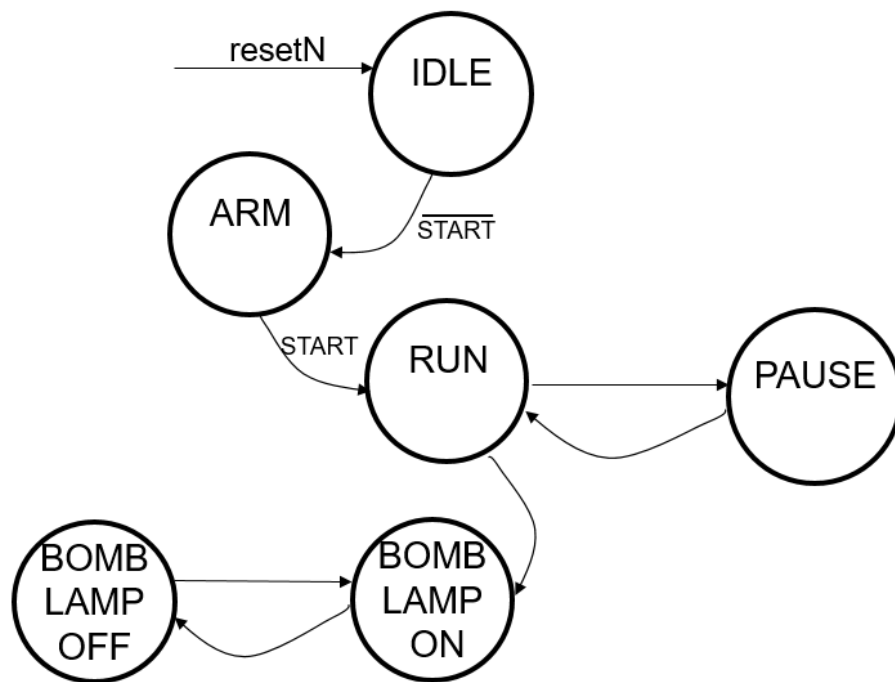 resetN
IDLE
ARM
START
START
RUN
PAUSE
BOMB
LAMP
OFF
BOMB
LAMP
ON